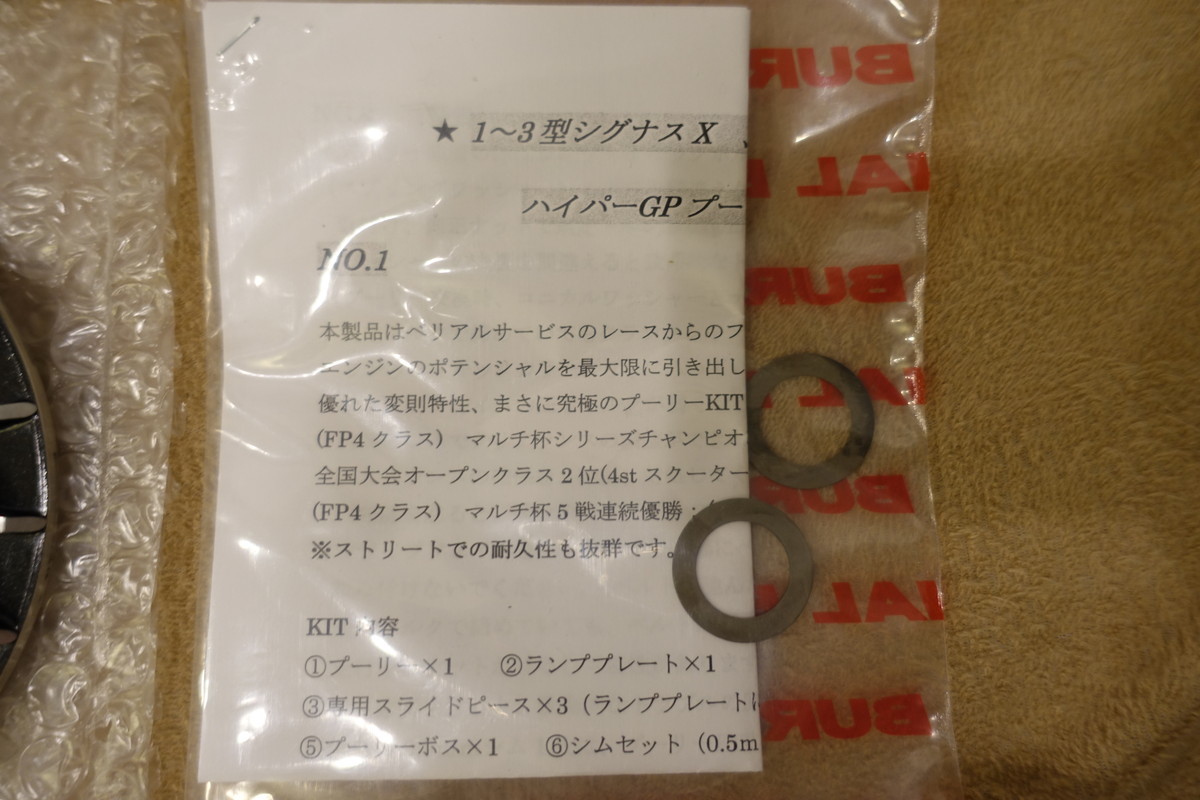 ★ 1～3型シグナスX 、
ハイパーGPプー
NO.1
本製品はベリアルサービスのレースからのフ
エンジンのポテンシャルを最大限に引き出し
優れた変則特性、まさに究極のプーリーKIT
(FP4クラス)　マルチ杯シリーズチャンピオ
全国大会オープンクラス2位(4stスクーター
(FP4クラス)　マルチ杯5戦連続優勝：
※ストリートでの耐久性も抜群です。
KIT内容
①プーリー×1　②ランププレート×1
③専用スライドピース×3（ランププレートに
⑤プーリーボス×1　⑥シムセット（0.5m
BUR
IAL
BUR
IAL
BUR
IAL
BUR